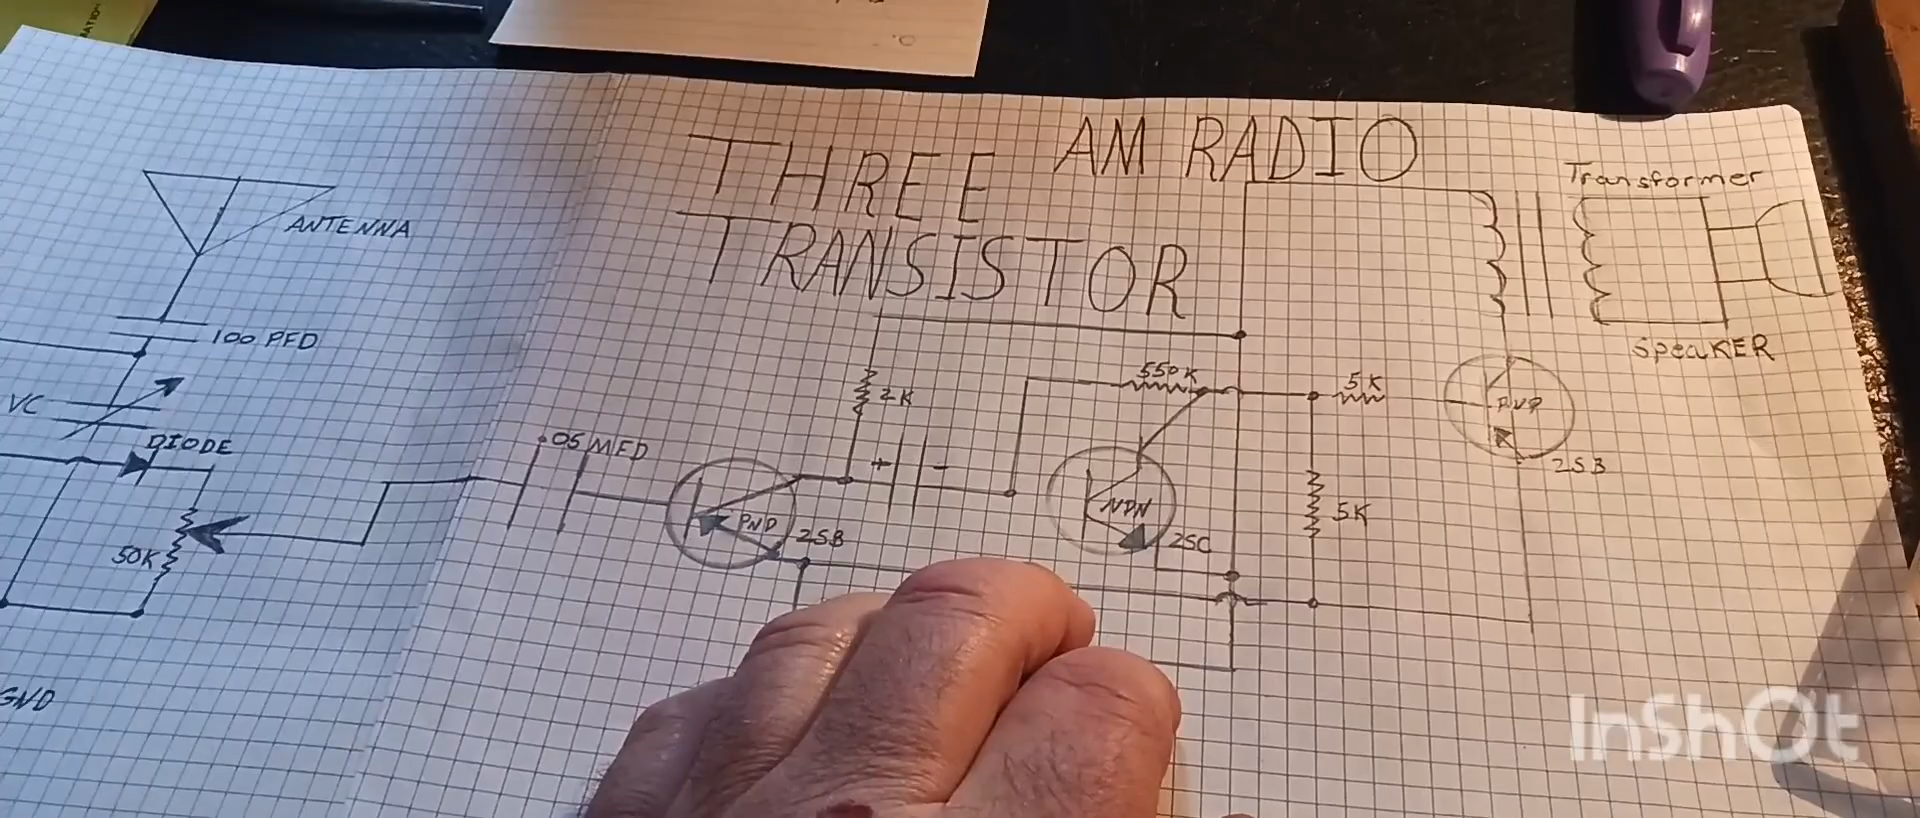 AM RADIO
THREE
TRANSISTOR
Transformer
ANTENNA
100 PFD
SPEAKER
550K
5K
2K
VC
DIODE
.05 MFD
+
-
PNP
2SB
NPN
2SC
PNP
2SB
5K
50K
GND
InShOt